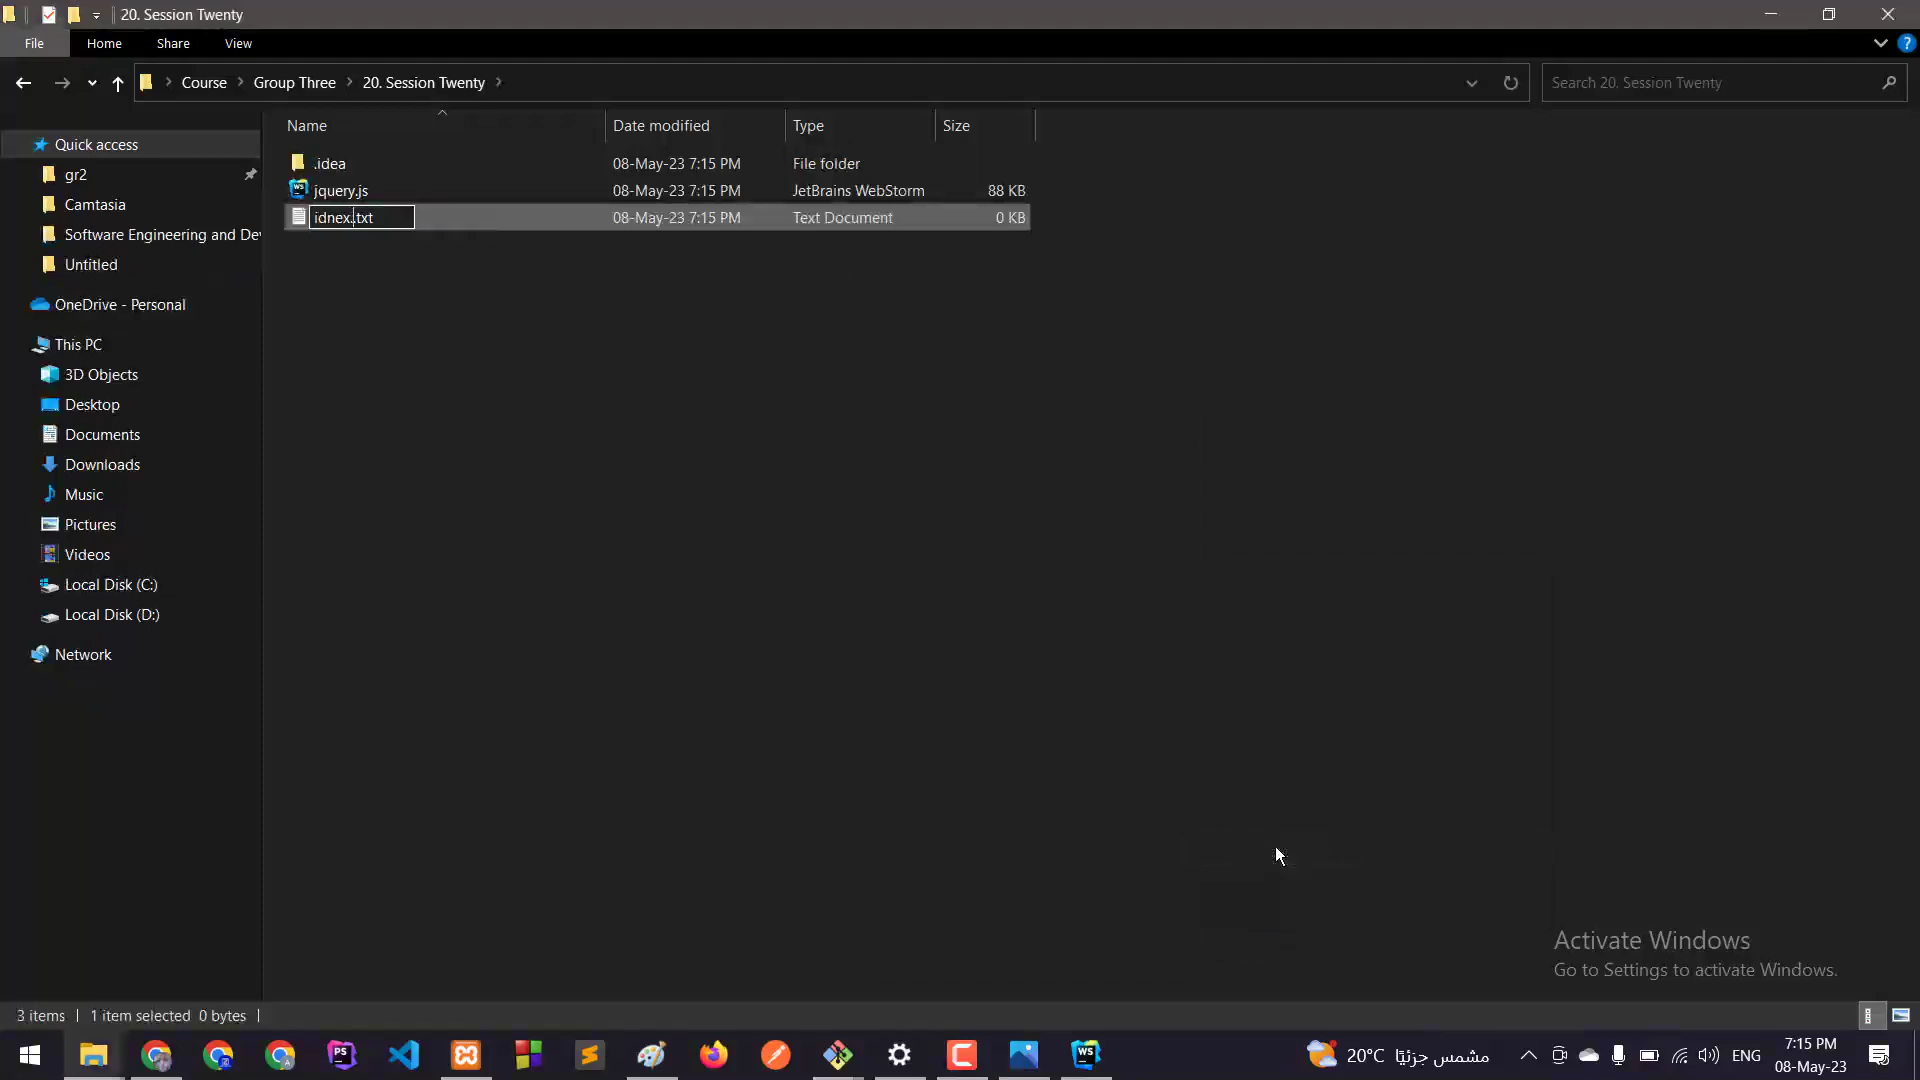 20. Session Twenty
File Home Share View
Course Group Three 20. Session Twenty Search 20. Session Twenty
Name Date modified Type Size
Quick access
.idea 08-May-23 7:15 PM File folder
gr2
jquery.js 08-May-23 7:15 PM JetBrains WebStorm 88 KB
Camtasia
idnex.txt 08-May-23 7:15 PM Text Document 0 KB
Software Engineering and Dev
Untitled
OneDrive - Personal
This PC
3D Objects
Desktop
Documents
Downloads
Music
Pictures
Videos
Local Disk (C:)
Local Disk (D:)
Network
Activate Windows
Go to Settings to activate Windows.
3 items 1 item selected 0 bytes
PS WS 20°C مشمس جزئيًا ENG 7:15 PM
08-May-23